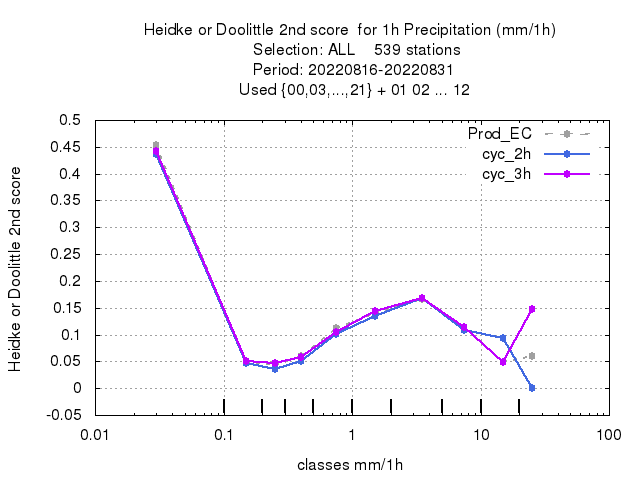 Heidke or Doolittle 2nd score  for 1h Precipitation (mm/1h)
Selection: ALL    539 stations
Period: 20220816-20220831
Used {00,03,...,21} + 01 02 ... 12
Heidke or Doolittle 2nd score
0.5
0.45
0.4
0.35
0.3
0.25
0.2
0.15
0.1
0.05
0
-0.05
Prod_EC
cyc_2h
cyc_3h
0.01
0.1
1
10
100
classes mm/1h